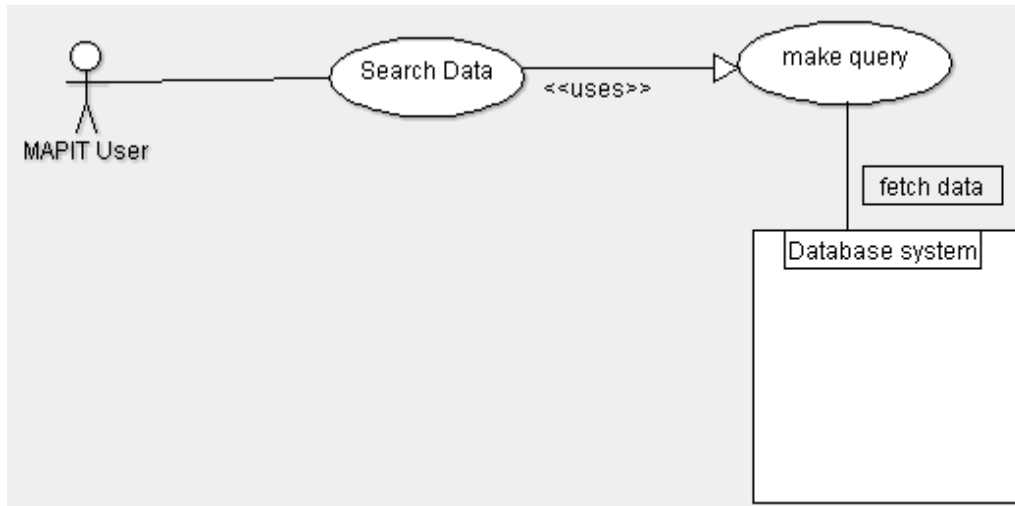 Search Data
make query
<<uses>>
MAPIT User
fetch data
Database system